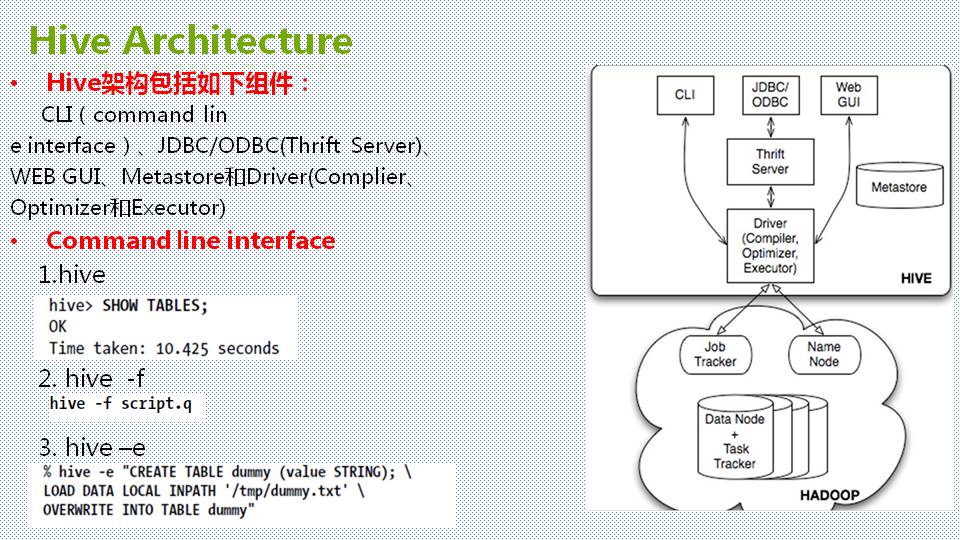 Hive Architecture
• Hive架构包括如下组件：
CLI（command lin
e interface）、JDBC/ODBC(Thrift Server)、
WEB GUI、Metastore和Driver(Complier、
Optimizer和Executor)
• Command line interface
1.hive
hive> SHOW TABLES;
OK
Time taken: 10.425 seconds
2. hive -f
hive -f script.q
3. hive –e
% hive -e "CREATE TABLE dummy (value STRING); \
LOAD DATA LOCAL INPATH '/tmp/dummy.txt' \
OVERWRITE INTO TABLE dummy"
CLI
JDBC/
ODBC
Web
GUI
Thrift
Server
Metastore
Driver
(Compiler,
Optimizer,
Executor)
HIVE
Job
Tracker
Name
Node
Data Node
+
Task
Tracker
HADOOP